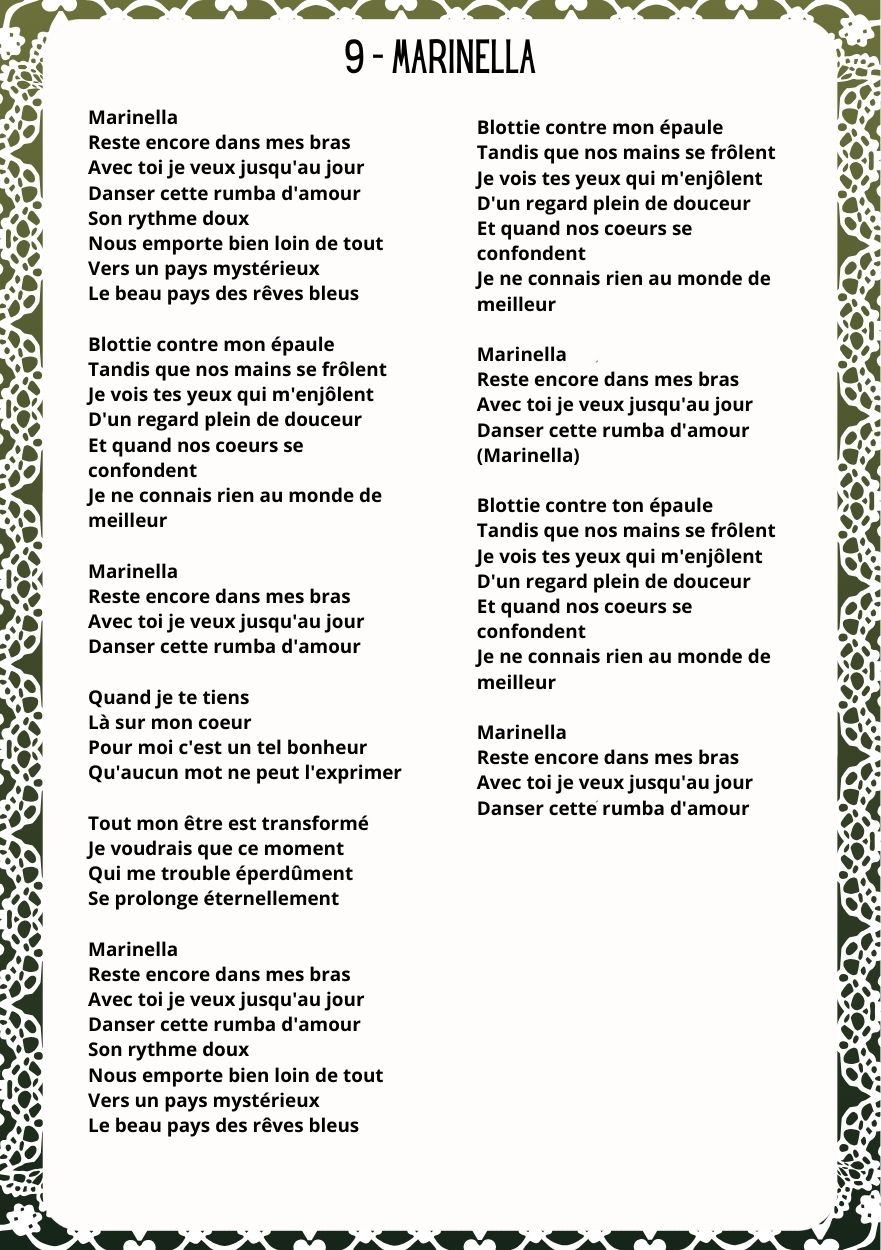 9 - MARINELLA
Marinella
Reste encore dans mes bras
Avec toi je veux jusqu'au jour
Danser cette rumba d'amour
Son rythme doux
Nous emporte bien loin de tout
Vers un pays mystérieux
Le beau pays des rêves bleus
Blottie contre mon épaule
Tandis que nos mains se frôlent
Je vois tes yeux qui m'enjôlent
D'un regard plein de douceur
Et quand nos coeurs se
confondent
Je ne connais rien au monde de
meilleur
Marinella
Reste encore dans mes bras
Avec toi je veux jusqu'au jour
Danser cette rumba d'amour
Quand je te tiens
Là sur mon coeur
Pour moi c'est un tel bonheur
Qu'aucun mot ne peut l'exprimer
Tout mon être est transformé
Je voudrais que ce moment
Qui me trouble éperdûment
Se prolonge éternellement
Marinella
Reste encore dans mes bras
Avec toi je veux jusqu'au jour
Danser cette rumba d'amour
Son rythme doux
Nous emporte bien loin de tout
Vers un pays mystérieux
Le beau pays des rêves bleus
Blottie contre mon épaule
Tandis que nos mains se frôlent
Je vois tes yeux qui m'enjôlent
D'un regard plein de douceur
Et quand nos coeurs se
confondent
Je ne connais rien au monde de
meilleur
Marinella
Reste encore dans mes bras
Avec toi je veux jusqu'au jour
Danser cette rumba d'amour
(Marinella)
Blottie contre ton épaule
Tandis que nos mains se frôlent
Je vois tes yeux qui m'enjôlent
D'un regard plein de douceur
Et quand nos coeurs se
confondent
Je ne connais rien au monde de
meilleur
Marinella
Reste encore dans mes bras
Avec toi je veux jusqu'au jour
Danser cette rumba d'amour